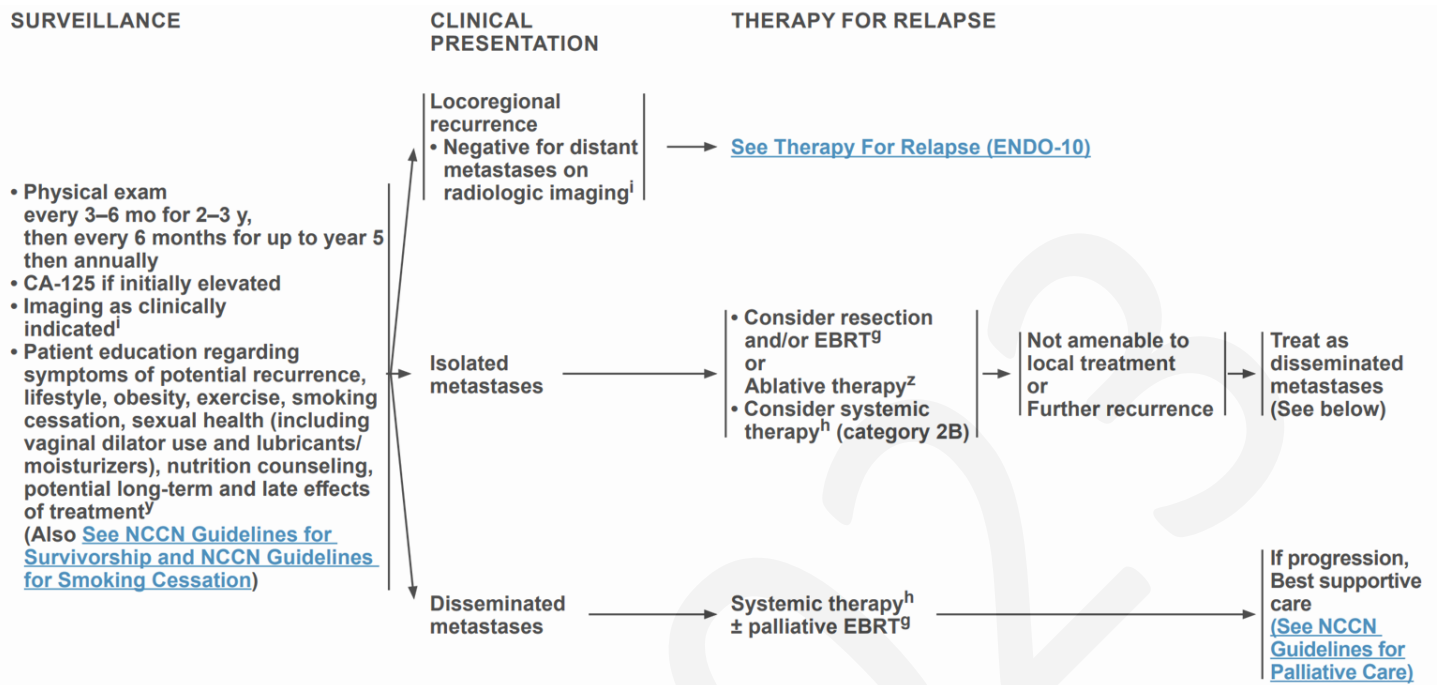 SURVEILLANCE
CLINICAL
PRESENTATION
THERAPY FOR RELAPSE
• Physical exam
every 3–6 mo for 2–3 y,
then every 6 months for up to year 5
then annually
• CA-125 if initially elevated
• Imaging as clinically
indicatedⁱ
• Patient education regarding
symptoms of potential recurrence,
lifestyle, obesity, exercise, smoking
cessation, sexual health (including
vaginal dilator use and lubricants/
moisturizers), nutrition counseling,
potential long-term and late effects
of treatmentʸ
(Also See NCCN Guidelines for
Survivorship and NCCN Guidelines
for Smoking Cessation)
Locoregional
recurrence
• Negative for distant
metastases on
radiologic imagingⁱ
See Therapy For Relapse (ENDO-10)
Isolated
metastases
• Consider resection
and/or EBRTᵍ
or
Ablative therapyᶻ
• Consider systemic
therapyʰ (category 2B)
Not amenable to
local treatment
or
Further recurrence
Treat as
disseminated
metastases
(See below)
Disseminated
metastases
Systemic therapyʰ
± palliative EBRTᵍ
If progression,
Best supportive
care
(See NCCN
Guidelines for
Palliative Care)